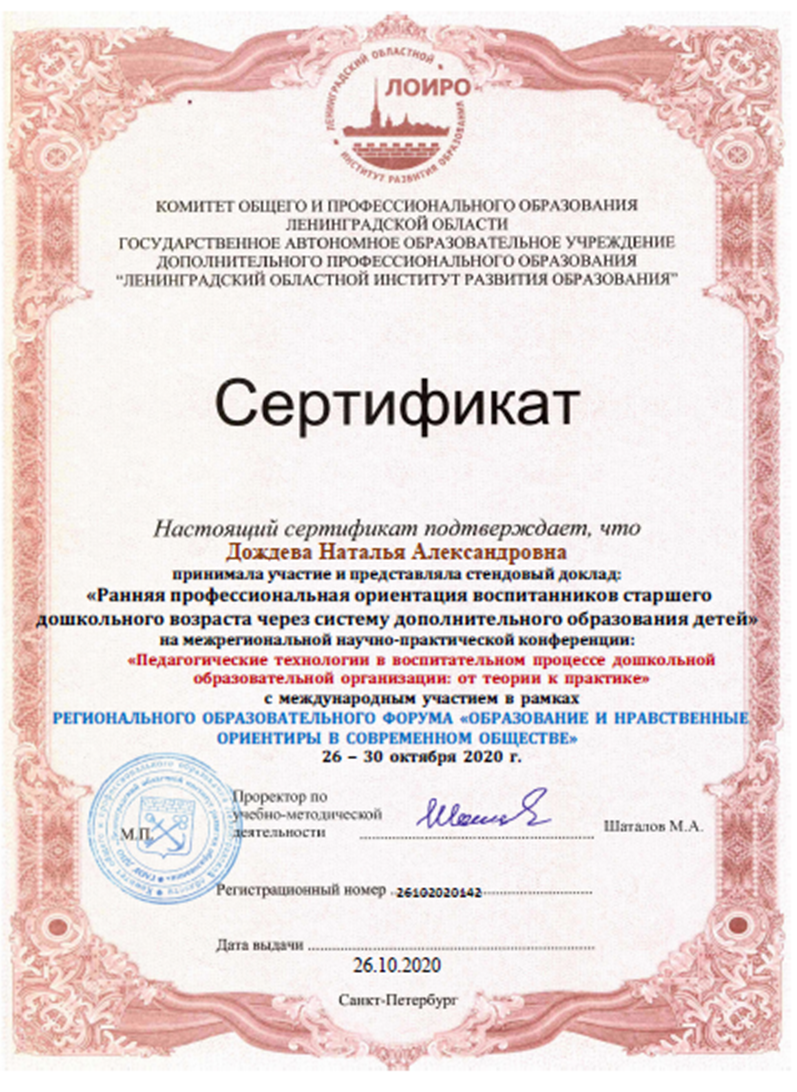 ЛЕНИНГРАДСКИЙ ОБЛАСТНОЙ
ЛОИРО
ИНСТИТУТ РАЗВИТИЯ ОБРАЗОВАНИЯ
КОМИТЕТ ОБЩЕГО И ПРОФЕССИОНАЛЬНОГО ОБРАЗОВАНИЯ
ЛЕНИНГРАДСКОЙ ОБЛАСТИ
ГОСУДАРСТВЕННОЕ АВТОНОМНОЕ ОБРАЗОВАТЕЛЬНОЕ УЧРЕЖДЕНИЕ
ДОПОЛНИТЕЛЬНОГО ПРОФЕССИОНАЛЬНОГО ОБРАЗОВАНИЯ
“ЛЕНИНГРАДСКИЙ ОБЛАСТНОЙ ИНСТИТУТ РАЗВИТИЯ ОБРАЗОВАНИЯ”
Сертификат
Настоящий сертификат подтверждает, что
Дождева Наталья Александровна
принимала участие и представляла стендовый доклад:
«Ранняя профессиональная ориентация воспитанников старшего
дошкольного возраста через систему дополнительного образования детей»
на межрегиональной научно-практической конференции:
«Педагогические технологии в воспитательном процессе дошкольной
образовательной организации: от теории к практике»
с международным участием в рамках
РЕГИОНАЛЬНОГО ОБРАЗОВАТЕЛЬНОГО ФОРУМА «ОБРАЗОВАНИЕ И НРАВСТВЕННЫЕ
ОРИЕНТИРЫ В СОВРЕМЕННОМ ОБЩЕСТВЕ»
26 – 30 октября 2020 г.
Проректор по
учебно-методической
М.П. деятельности
Шаталов М.А.
Регистрационный номер 26102020142
Дата выдачи
26.10.2020
Санкт-Петербург